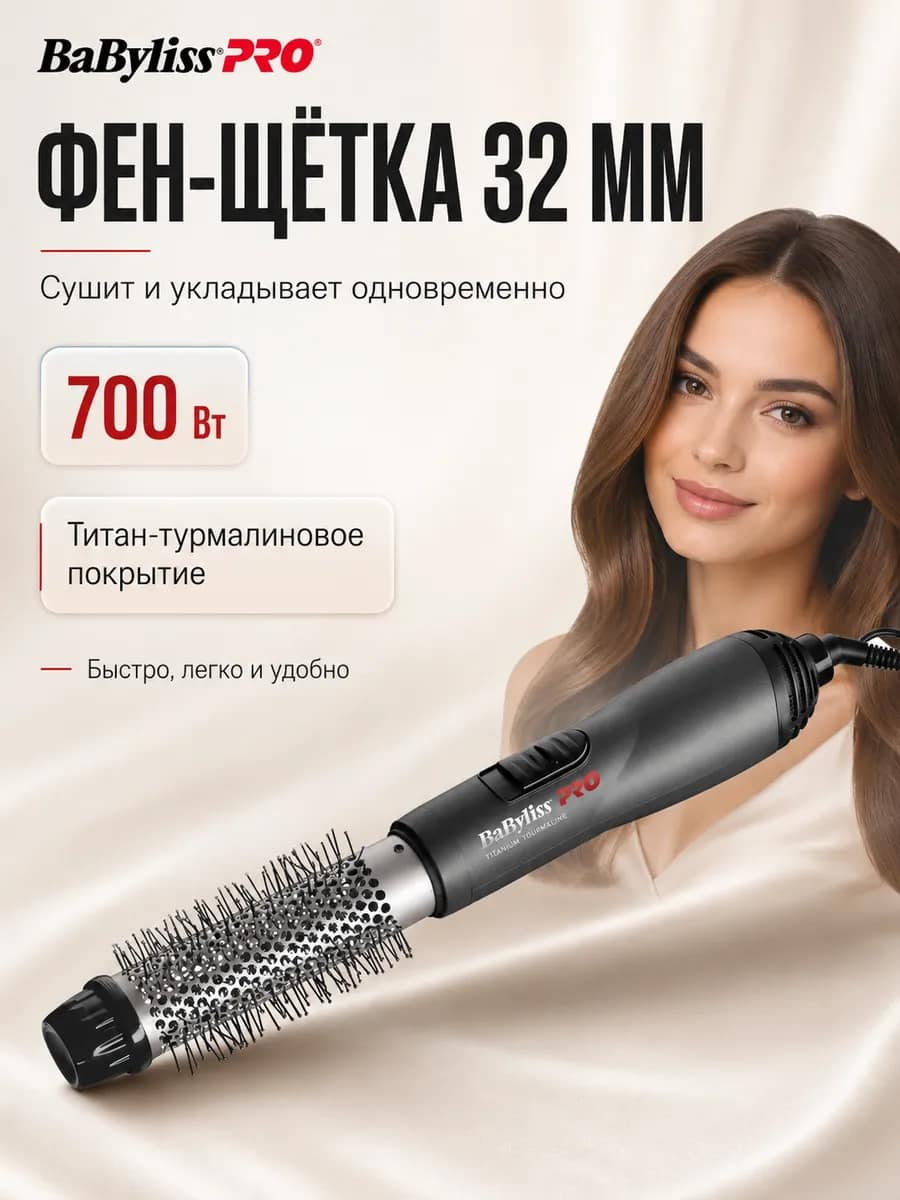 BaByliss PRO®
ФЕН-ЩЁТКА 32 ММ
Сушит и укладывает одновременно
700 Вт
Титан-турмалиновое
покрытие
— Быстро, легко и удобно
BaByliss PRO
TITANIUM TOURMALINE